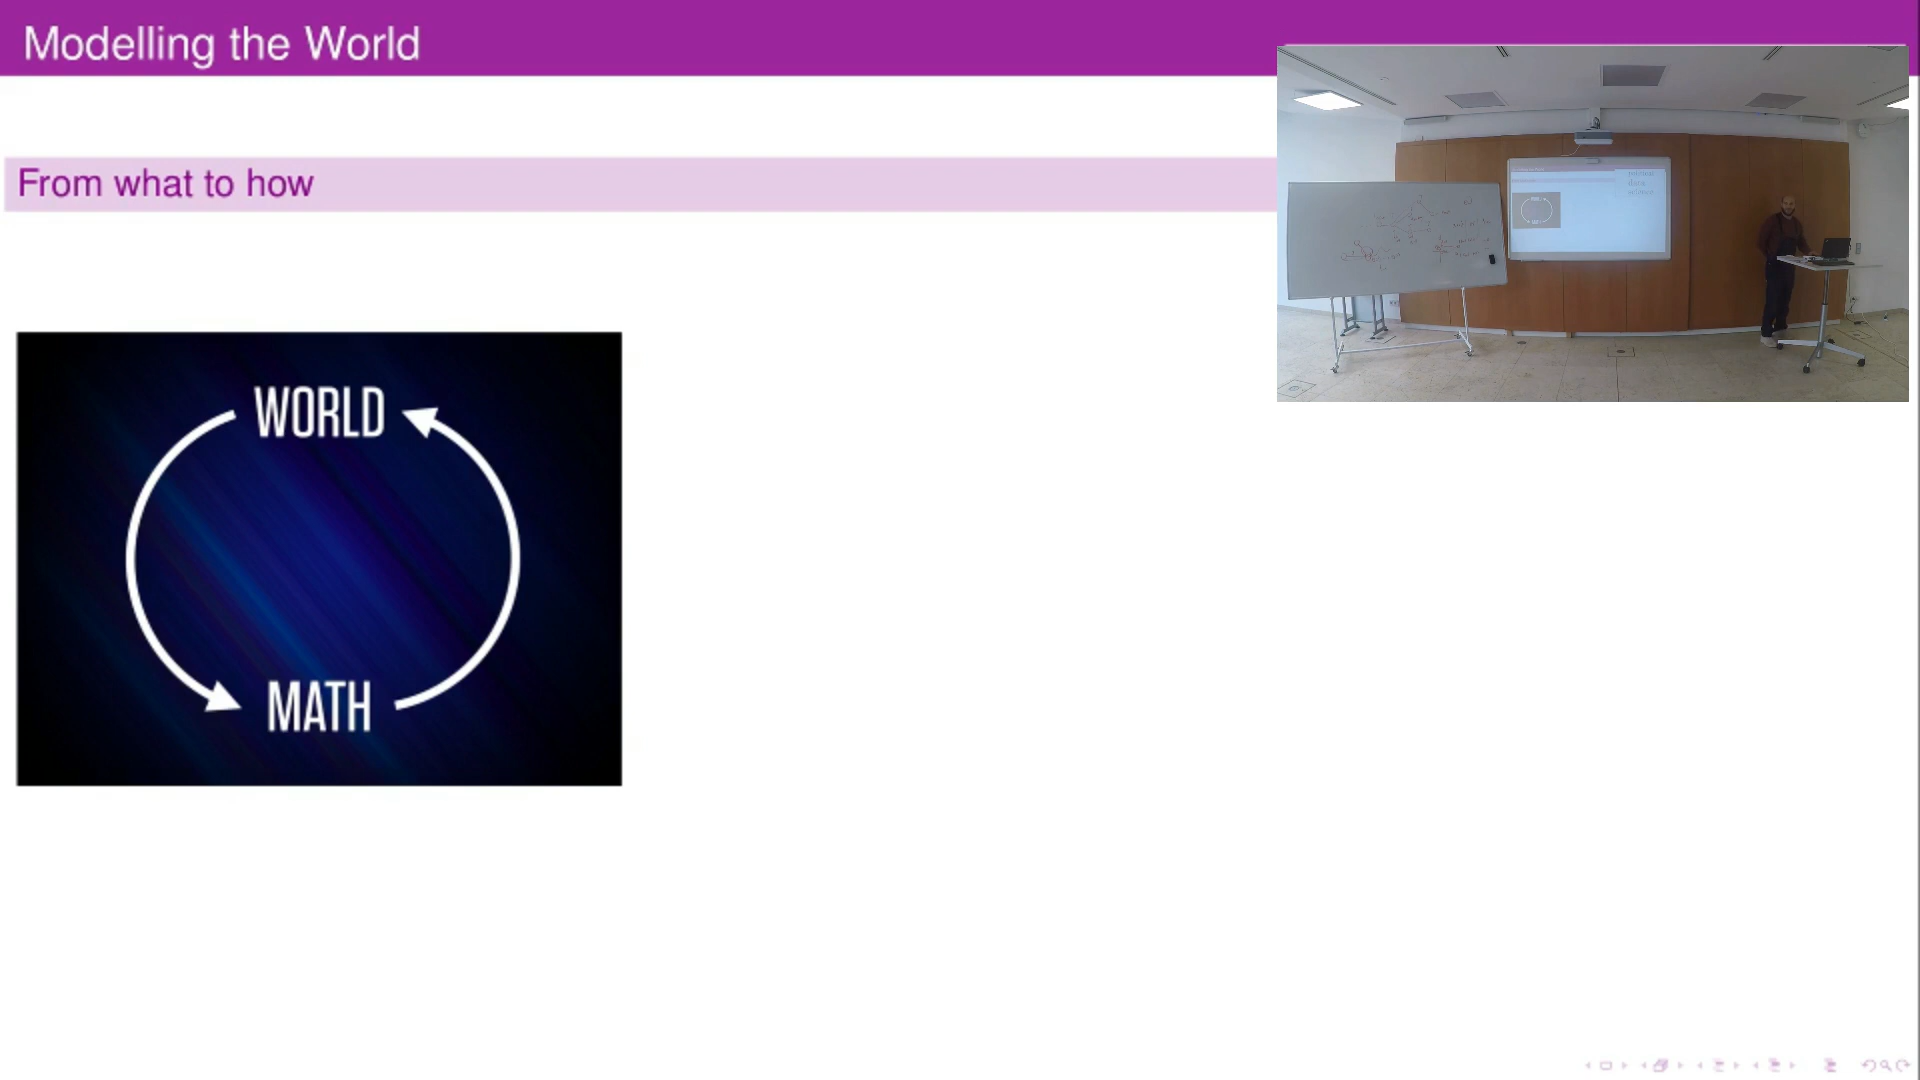 Modelling the World
From what to how
WORLD
MATH